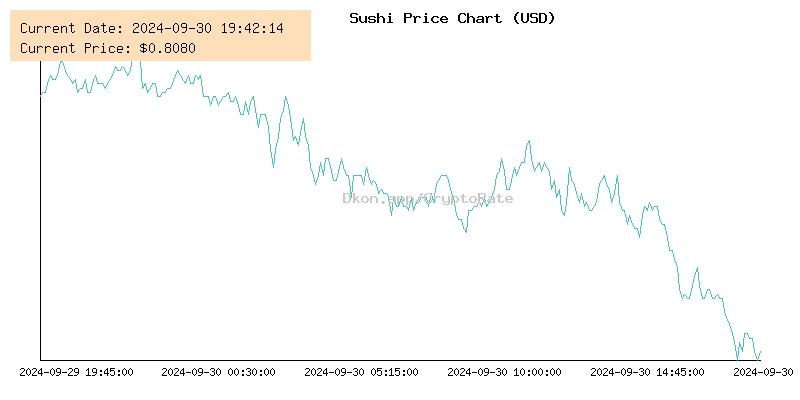 Sushi Price Chart (USD)
Current Date: 2024-09-30 19:42:14
Current Price: $0.8080
Dkon.app/CryptoRate
2024-09-29 19:45:00
2024-09-30 00:30:00
2024-09-30 05:15:00
2024-09-30 10:00:00
2024-09-30 14:45:00
2024-09-30